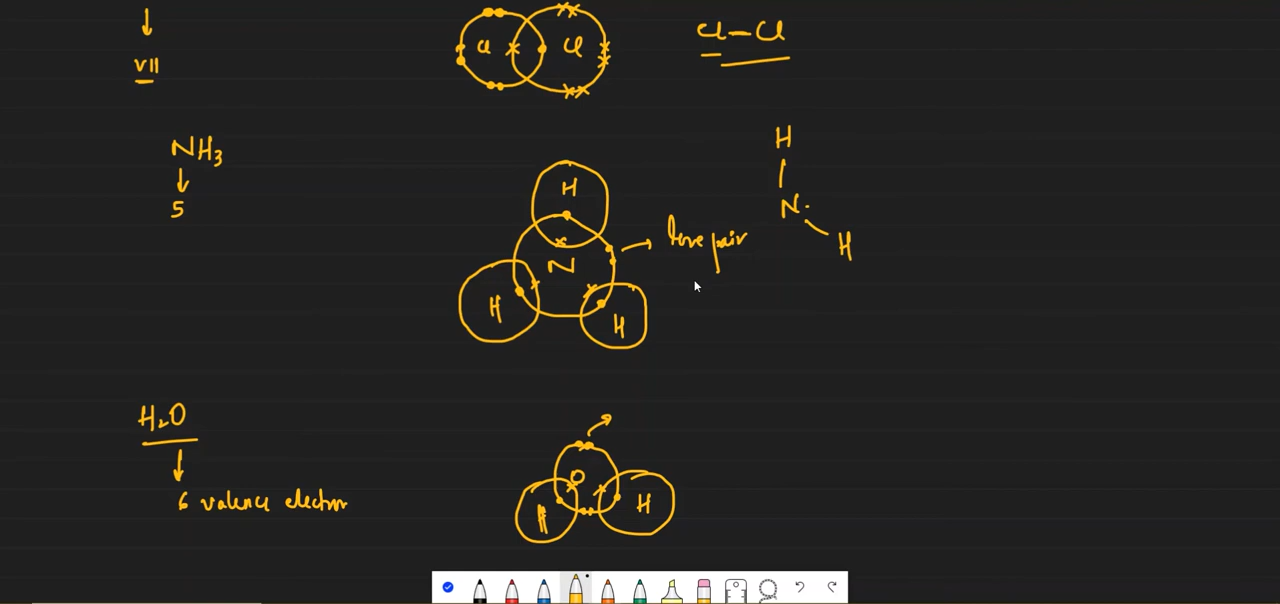 VII
Cl Cl
Cl-Cl
NH3
5
H
N
H H
lone pair
H
N.
H
H2O
6 valence electron
O
H H